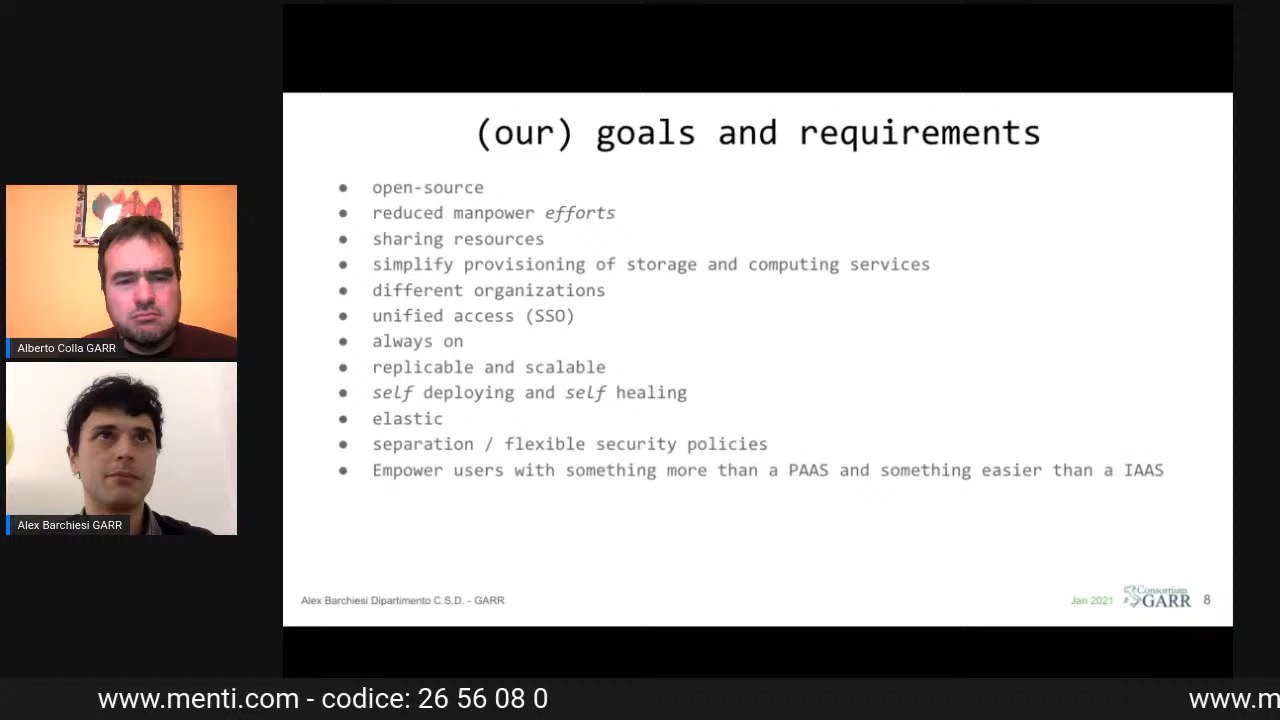 (our) goals and requirements
● open-source
● reduced manpower efforts
● sharing resources
● simplify provisioning of storage and computing services
● different organizations
● unified access (SSO)
● always on
● replicable and scalable
● self deploying and self healing
● elastic
● separation / flexible security policies
● Empower users with something more than a PAAS and something easier than a IAAS
Alberto Colla GARR
Alex Barchiesi GARR
Alex Barchiesi Dipartimento C.S.D. - GARR
Jan 2021
Consortium
GARR
8
www.menti.com - codice: 26 56 08 0
www.m